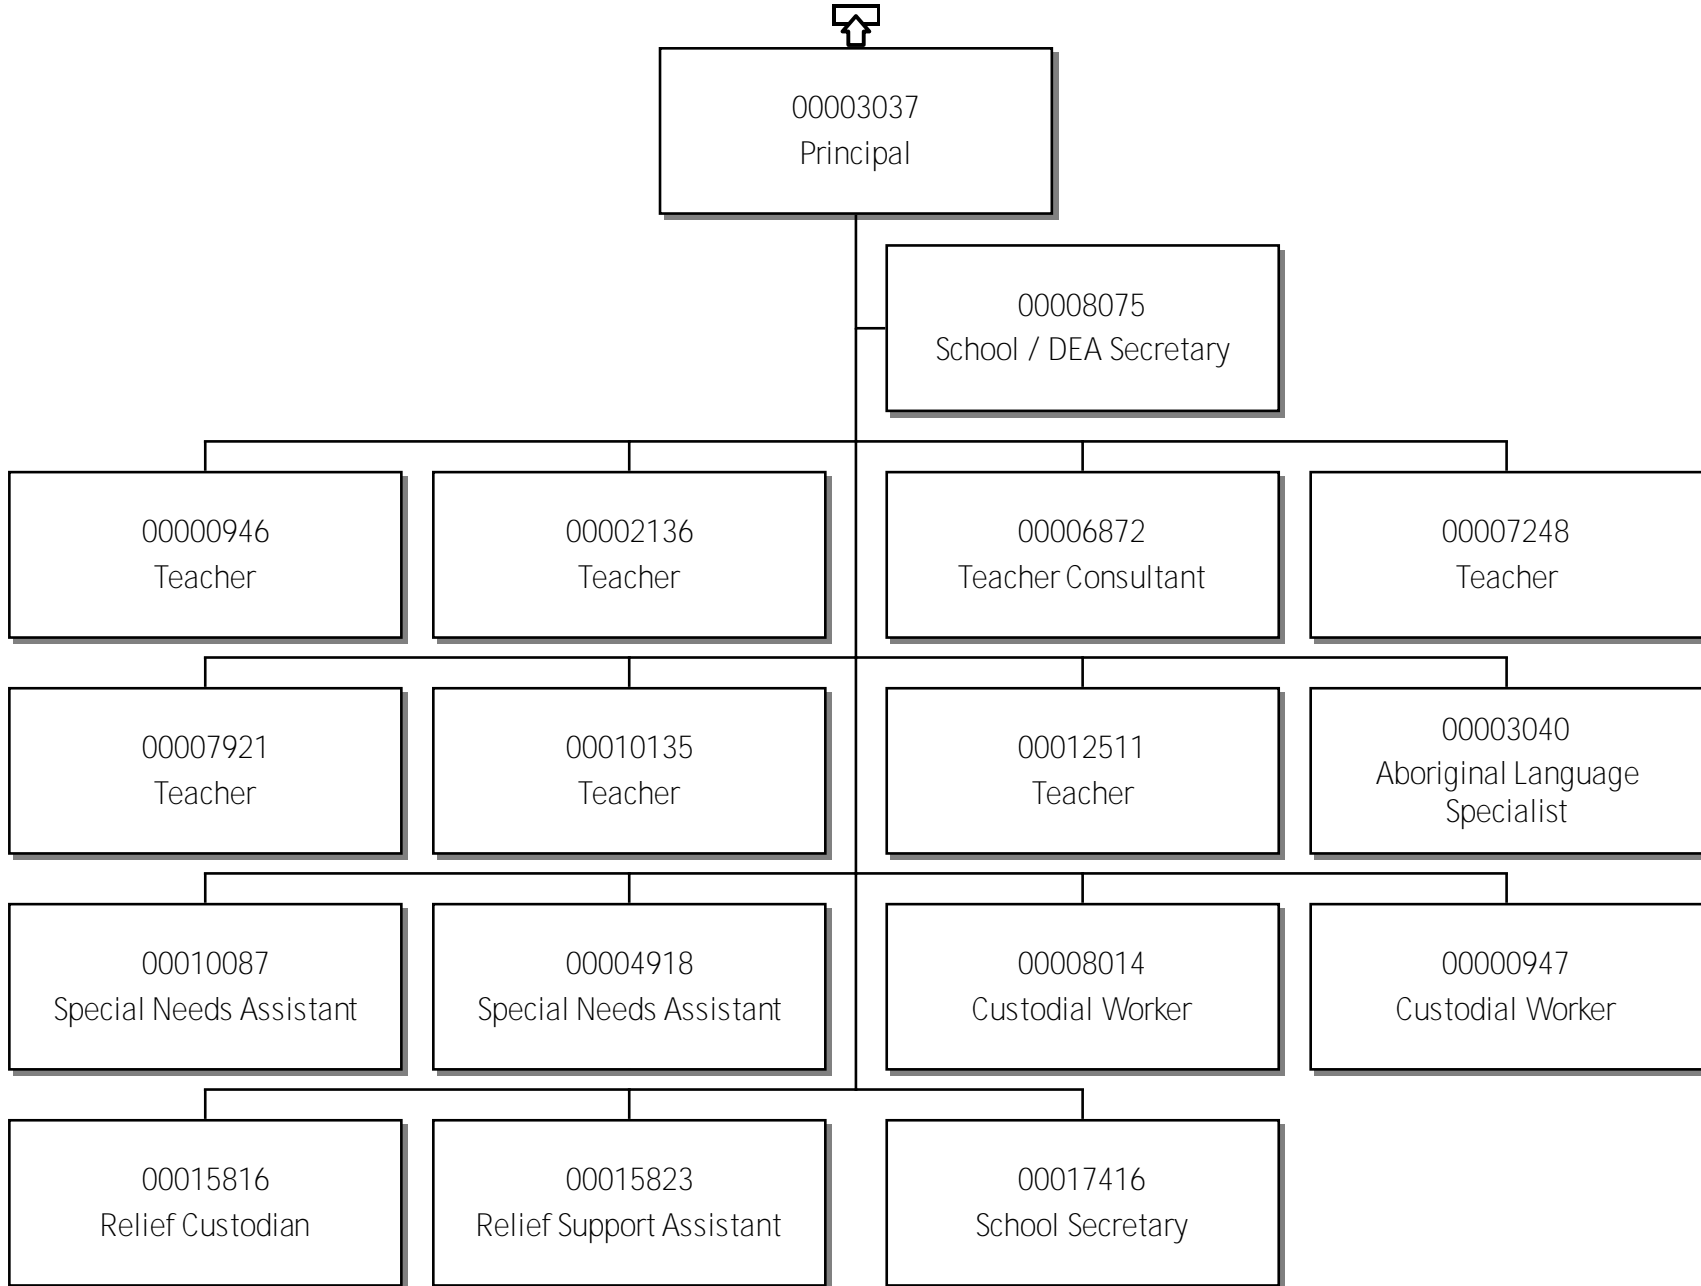 00003037
Principal
00008075
School / DEA Secretary
00000946
Teacher
00002136
Teacher
00006872
Teacher Consultant
00007248
Teacher
00007921
Teacher
00010135
Teacher
00012511
Teacher
00003040
Aboriginal Language
Specialist
00010087
Special Needs Assistant
00004918
Special Needs Assistant
00008014
Custodial Worker
00000947
Custodial Worker
00015816
Relief Custodian
00015823
Relief Support Assistant
00017416
School Secretary